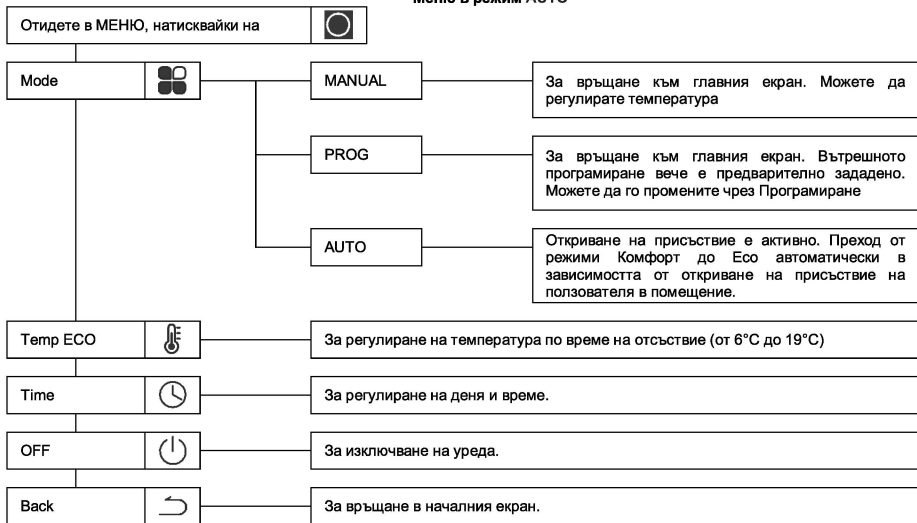 Меню в режим AUTO
Отидете в МЕНЮ, натисквайки на
Mode
MANUAL
За връщане към главния екран. Можете да
регулирате температура
PROG
За връщане към главния екран. Вътрешното
програмиране вече е предварително зададено.
Можете да го промените чрез Програмиране
AUTO
Откриване на присъствие е активно. Преход от
режими Комфорт до Eco автоматически в
зависимостта от откриване на присъствие на
ползователя в помещение.
Temp ECO
За регулиране на температура по време на отсъствие (от 6°C до 19°C)
Time
За регулиране на деня и време.
OFF
За изключване на уреда.
Back
За връщане в началния екран.